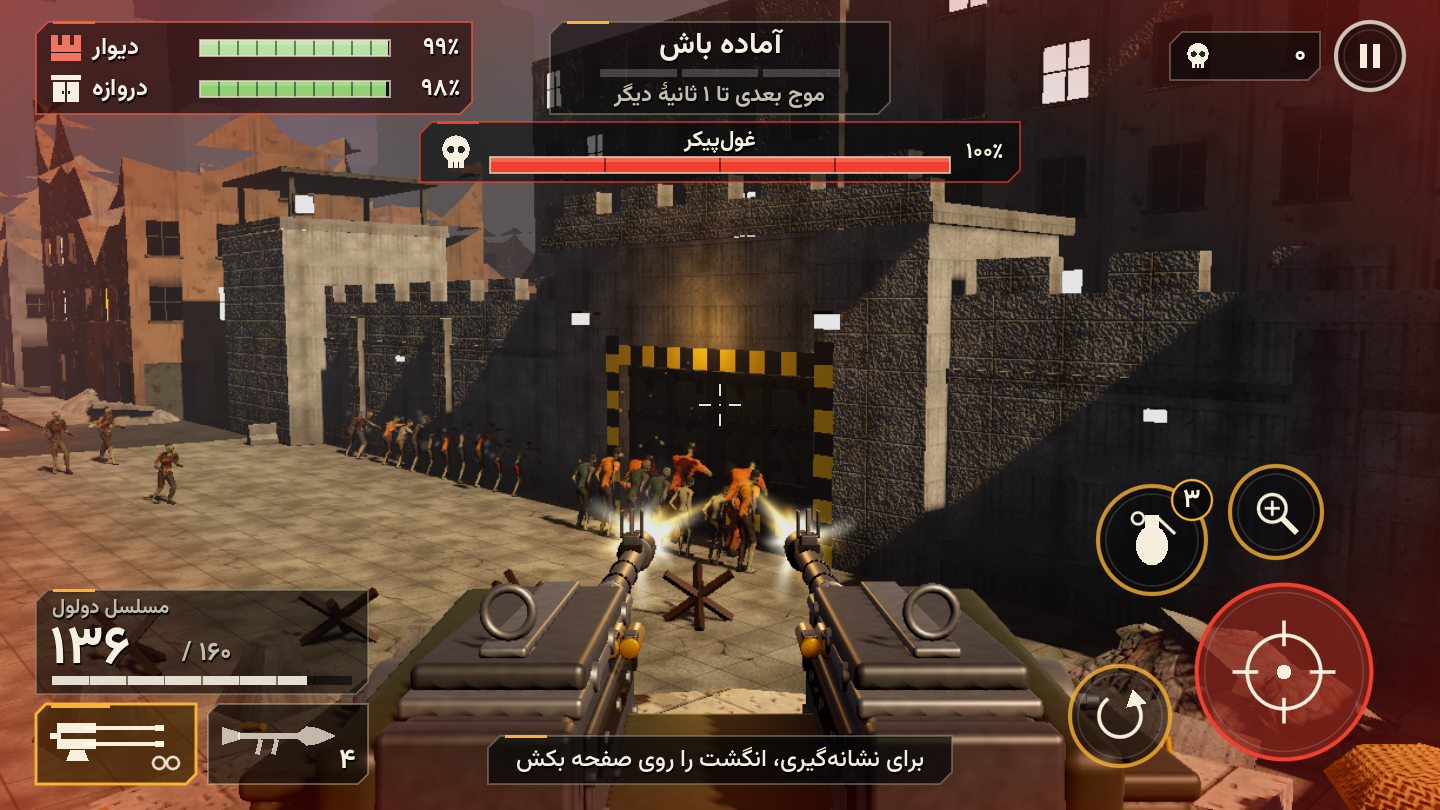 دیوار ۹۹٪
دروازه ۹۸٪
آماده باش
موج بعدی تا ۱ ثانیهٔ دیگر
۰
غول‌پیکر
۱۰۰٪
۳
مسلسل دولول
۱۳۶ / ۱۶۰
∞
۴
برای نشانه‌گیری، انگشت را روی صفحه بکش